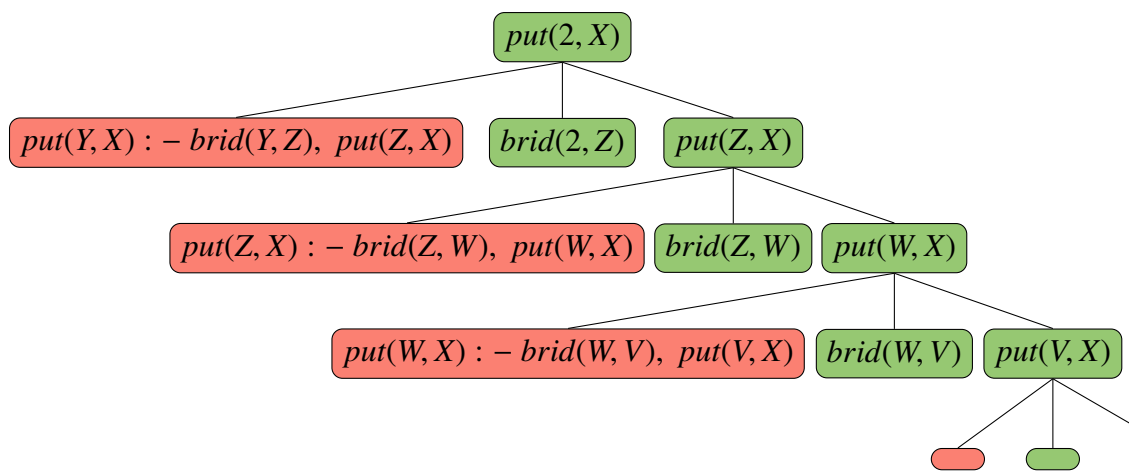 put(2, X)
put(Y, X) :− brid(Y, Z), put(Z, X)
brid(2, Z)
put(Z, X)
put(Z, X) :− brid(Z, W), put(W, X)
brid(Z, W)
put(W, X)
put(W, X) :− brid(W, V), put(V, X)
brid(W, V)
put(V, X)